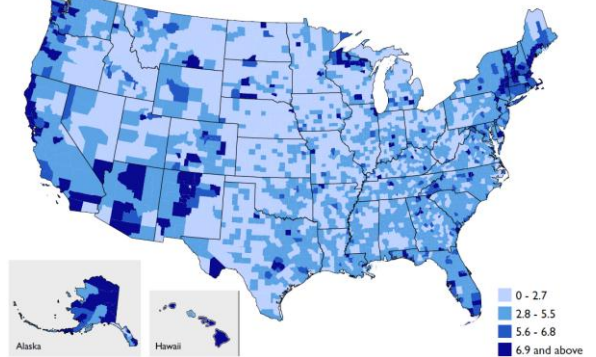 0 - 2.7
2.8 - 5.5
5.6 - 6.8
6.9 and above
Alaska
Hawaii